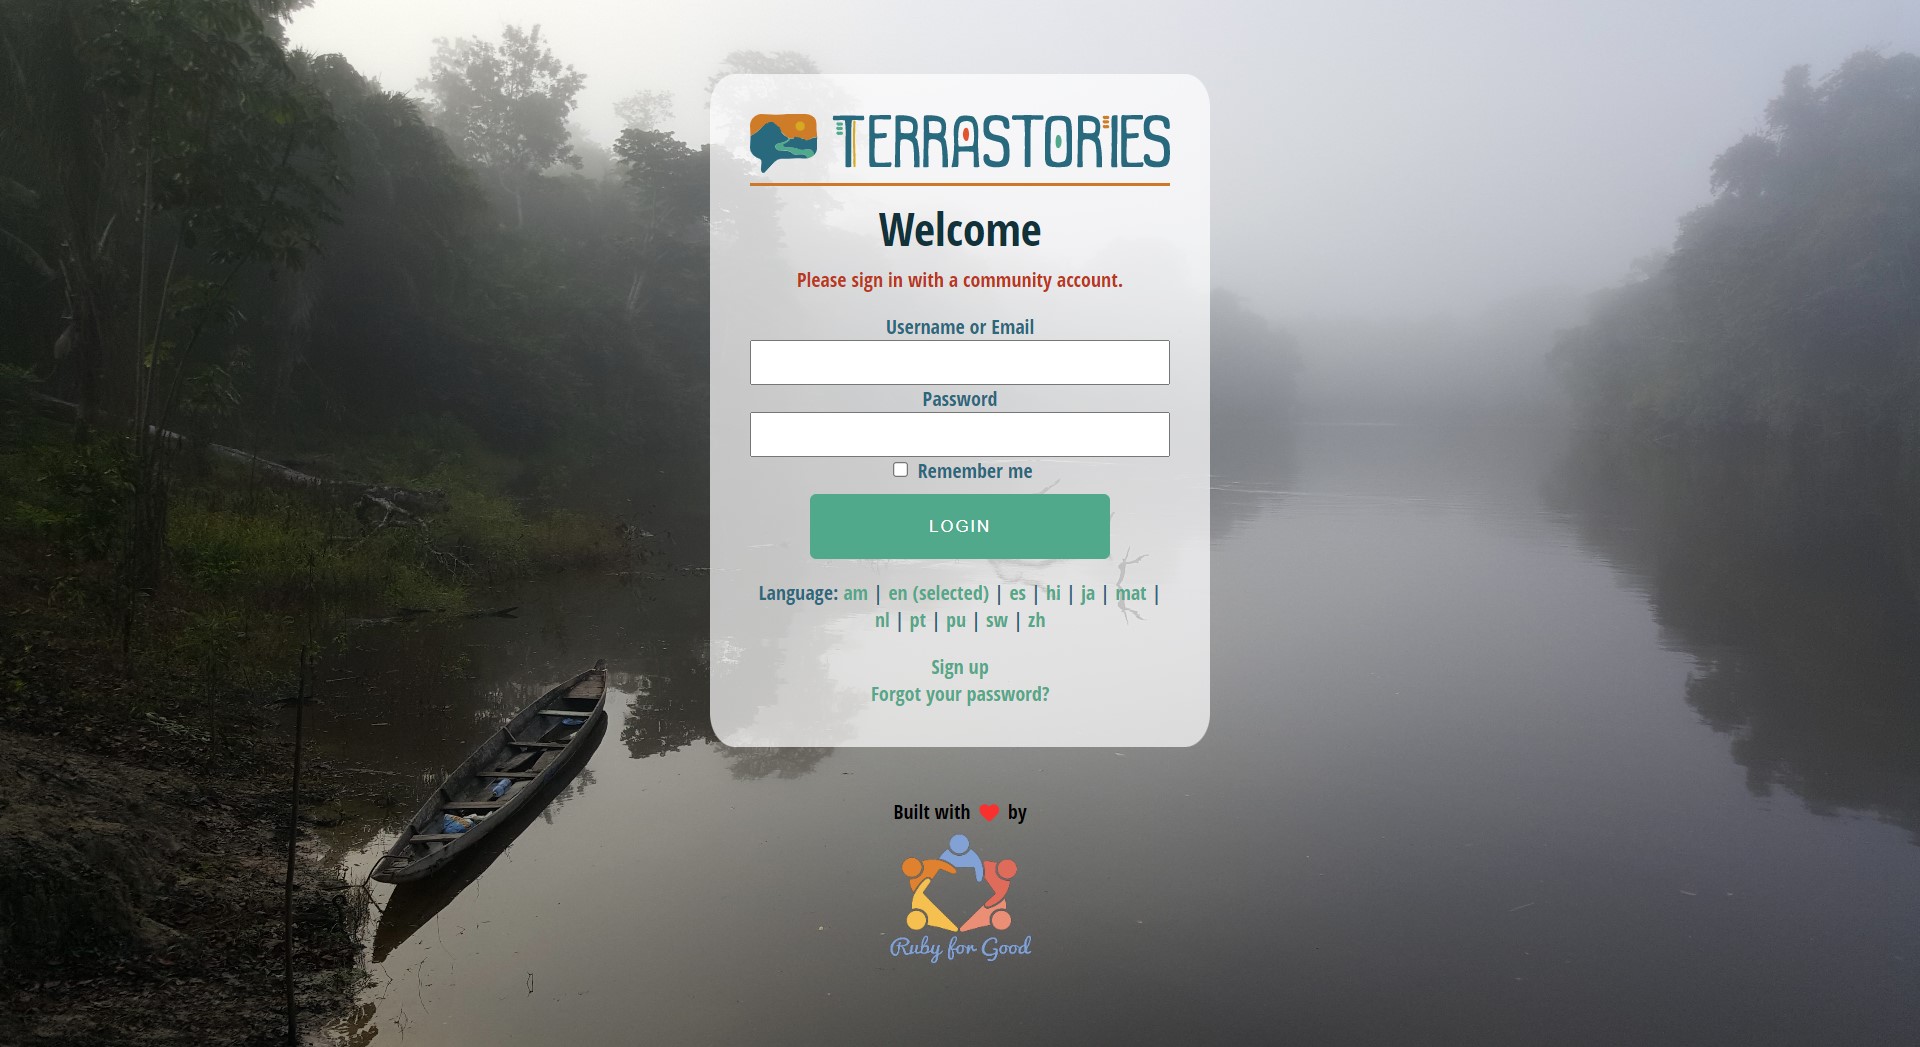 TERRASTORIES
Welcome
Please sign in with a community account.
Username or Email
Password
Remember me
LOGIN
Language: am | en (selected) | es | hi | ja | mat |
nl | pt | pu | sw | zh
Sign up
Forgot your password?
Built with ❤ by
Ruby for Good